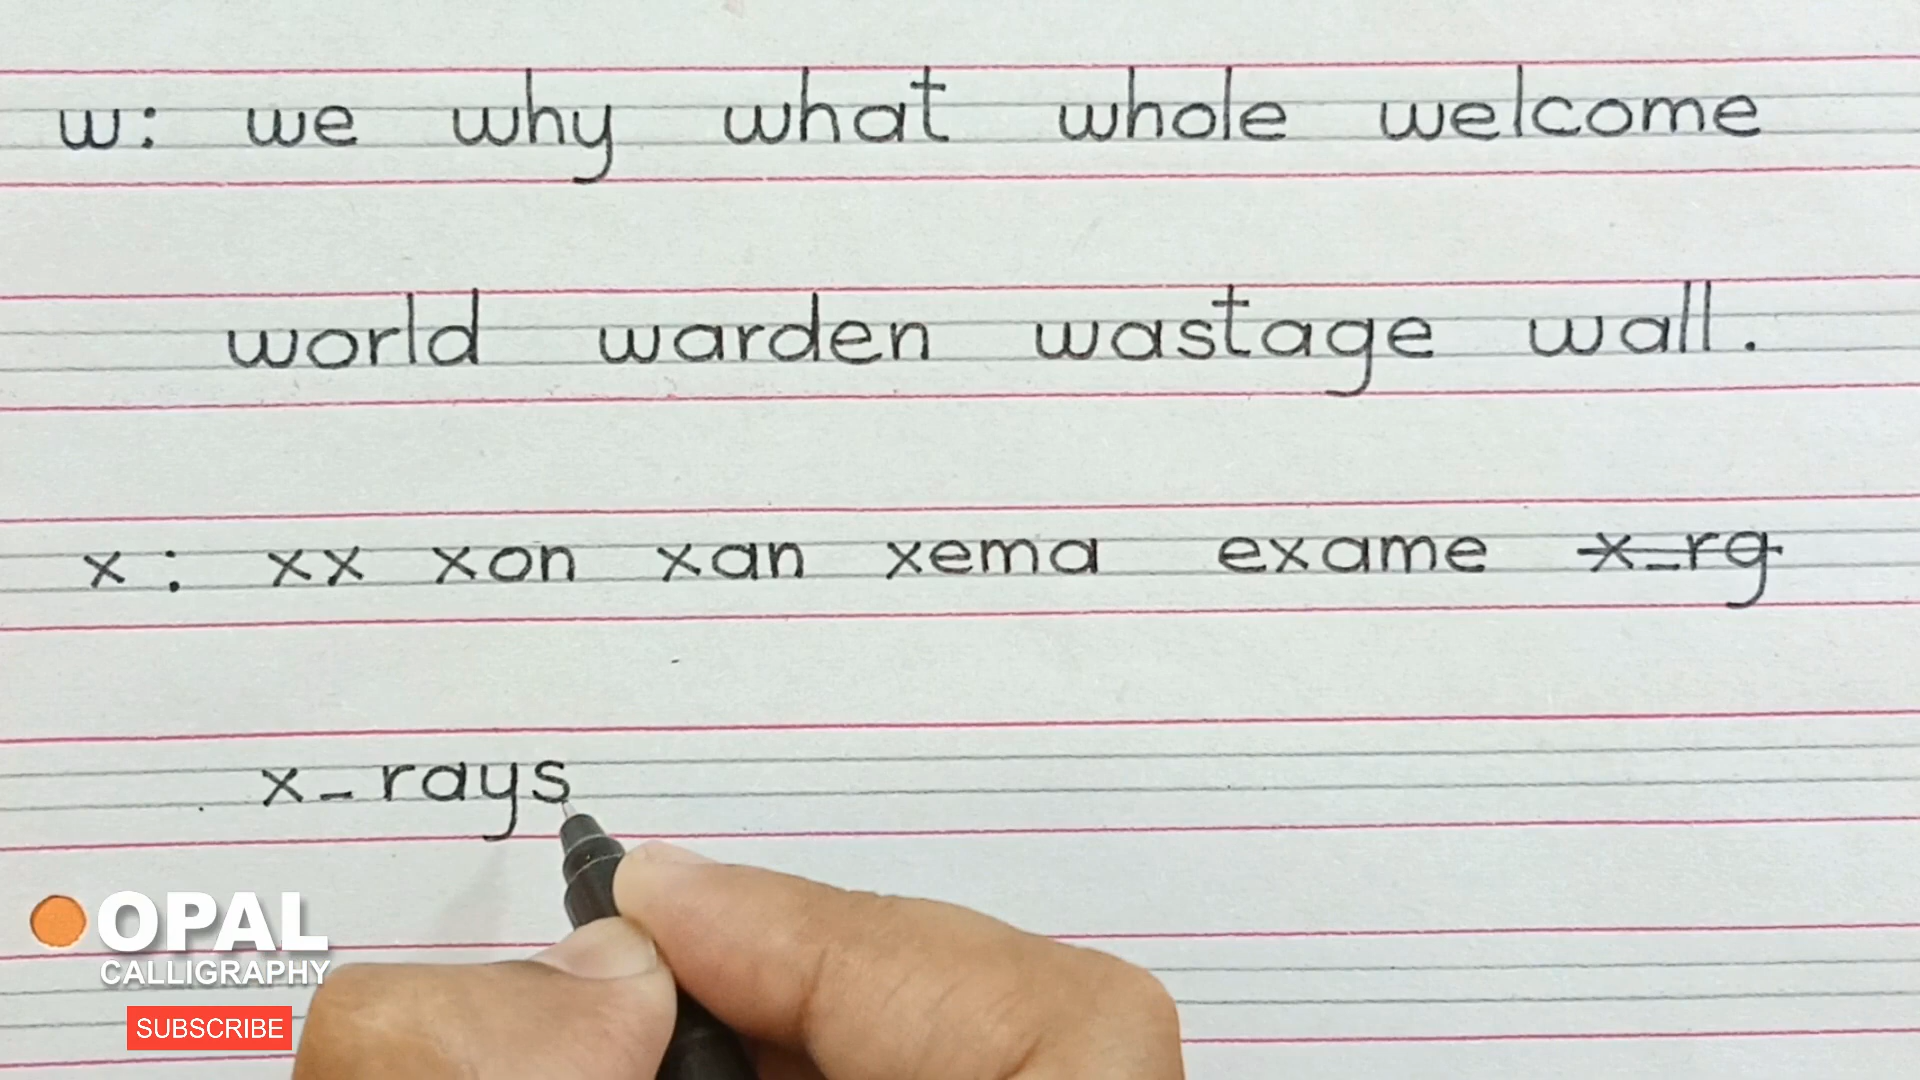 w: we why what whole welcome
world warden wastage wall.
x: xx xon xan xema exame x-rg
x-rays
OPAL
CALLIGRAPHY
SUBSCRIBE